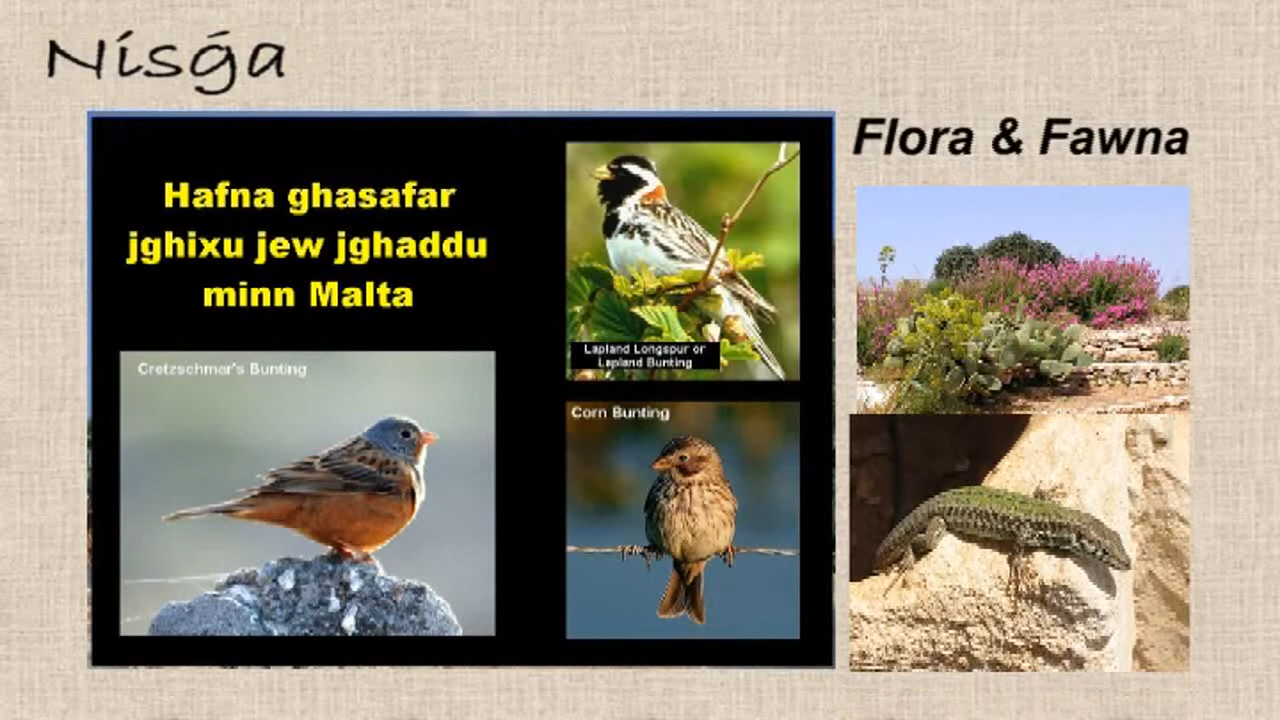 Nisġa
Hafna ghasafar
jghixu jew jghaddu
minn Malta
Lapland Longspur or
Lapland Bunting
Cretzschmar's Bunting
Corn Bunting
Flora & Fawna